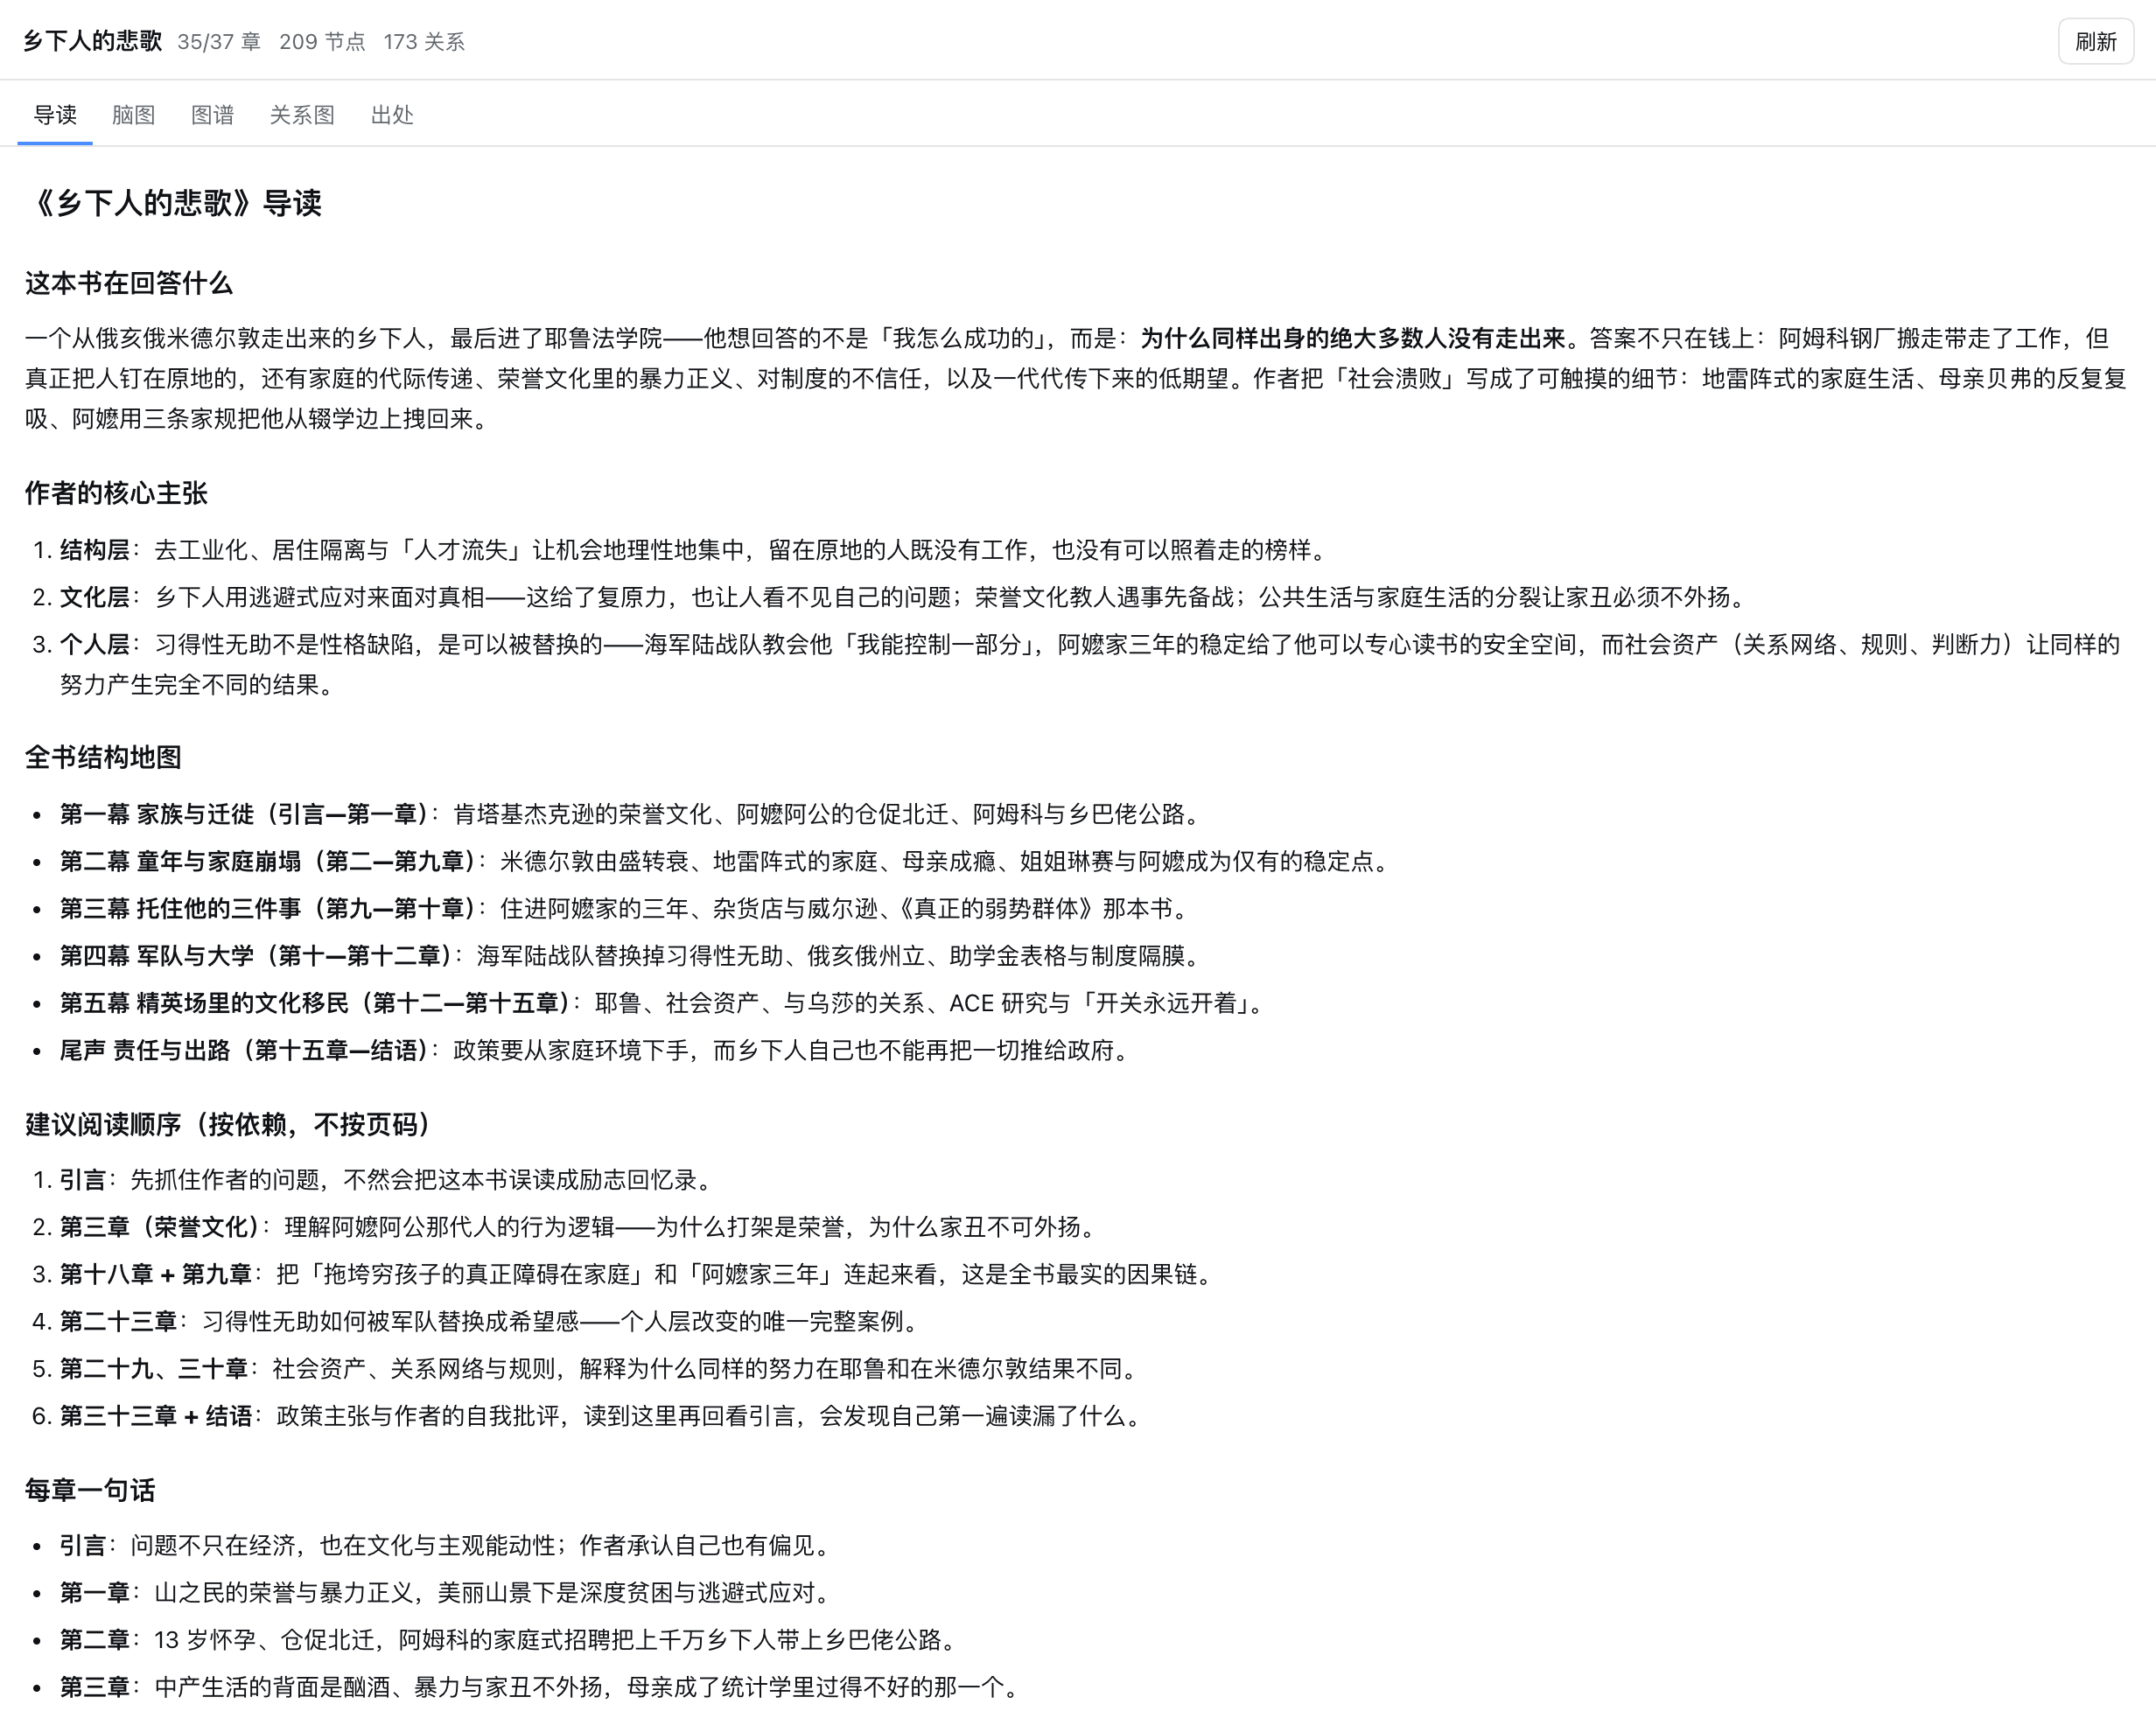 乡下人的悲歌 35/37 章 209 节点 173 关系 刷新
导读 脑图 图谱 关系图 出处
《乡下人的悲歌》导读
这本书在回答什么
一个从俄亥俄米德尔敦走出来的乡下人，最后进了耶鲁法学院——他想回答的不是「我怎么成功的」，而是：为什么同样出身的绝大多数人没有走出来。答案不只在钱上：阿姆科钢厂搬走带走了工作，但
真正把人钉在原地的，还有家庭的代际传递、荣誉文化里的暴力正义、对制度的不信任，以及一代代传下来的低期望。作者把「社会溃败」写成了可触摸的细节：地雷阵式的家庭生活、母亲贝弗的反复复
吸、阿嬷用三条家规把他从辍学边上拽回来。
作者的核心主张
1. 结构层：去工业化、居住隔离与「人才流失」让机会地理性地集中，留在原地的人既没有工作，也没有可以照着走的榜样。
2. 文化层：乡下人用逃避式应对来面对真相——这给了复原力，也让人看不见自己的问题；荣誉文化教人遇事先备战；公共生活与家庭生活的分裂让家丑必须不外扬。
3. 个人层：习得性无助不是性格缺陷，是可以被替换的——海军陆战队教会他「我能控制一部分」，阿嬷家三年的稳定给了他可以专心读书的安全空间，而社会资产（关系网络、规则、判断力）让同样的
努力产生完全不同的结果。
全书结构地图
• 第一幕 家族与迁徙（引言—第一章）：肯塔基杰克逊的荣誉文化、阿嬷阿公的仓促北迁、阿姆科与乡巴佬公路。
• 第二幕 童年与家庭崩塌（第二—第九章）：米德尔敦由盛转衰、地雷阵式的家庭、母亲成瘾、姐姐琳赛与阿嬷成为仅有的稳定点。
• 第三幕 托住他的三件事（第九—第十章）：住进阿嬷家的三年、杂货店与威尔逊、《真正的弱势群体》那本书。
• 第四幕 军队与大学（第十—第十二章）：海军陆战队替换掉习得性无助、俄亥俄州立、助学金表格与制度隔膜。
• 第五幕 精英场里的文化移民（第十二—第十五章）：耶鲁、社会资产、与乌莎的关系、ACE 研究与「开关永远开着」。
• 尾声 责任与出路（第十五章—结语）：政策要从家庭环境下手，而乡下人自己也不能再把一切推给政府。
建议阅读顺序（按依赖，不按页码）
1. 引言：先抓住作者的问题，不然会把这本书误读成励志回忆录。
2. 第三章（荣誉文化）：理解阿嬷阿公那代人的行为逻辑——为什么打架是荣誉，为什么家丑不可外扬。
3. 第十八章 + 第九章：把「拖垮穷孩子的真正障碍在家庭」和「阿嬷家三年」连起来看，这是全书最实的因果链。
4. 第二十三章：习得性无助如何被军队替换成希望感——个人层改变的唯一完整案例。
5. 第二十九、三十章：社会资产、关系网络与规则，解释为什么同样的努力在耶鲁和在米德尔敦结果不同。
6. 第三十三章 + 结语：政策主张与作者的自我批评，读到这里再回看引言，会发现自己第一遍读漏了什么。
每章一句话
• 引言：问题不只在经济，也在文化与主观能动性；作者承认自己也有偏见。
• 第一章：山之民的荣誉与暴力正义，美丽山景下是深度贫困与逃避式应对。
• 第二章：13 岁怀孕、仓促北迁，阿姆科的家庭式招聘把上千万乡下人带上乡巴佬公路。
• 第三章：中产生活的背面是酗酒、暴力与家丑不外扬，母亲成了统计学里过得不好的那一个。